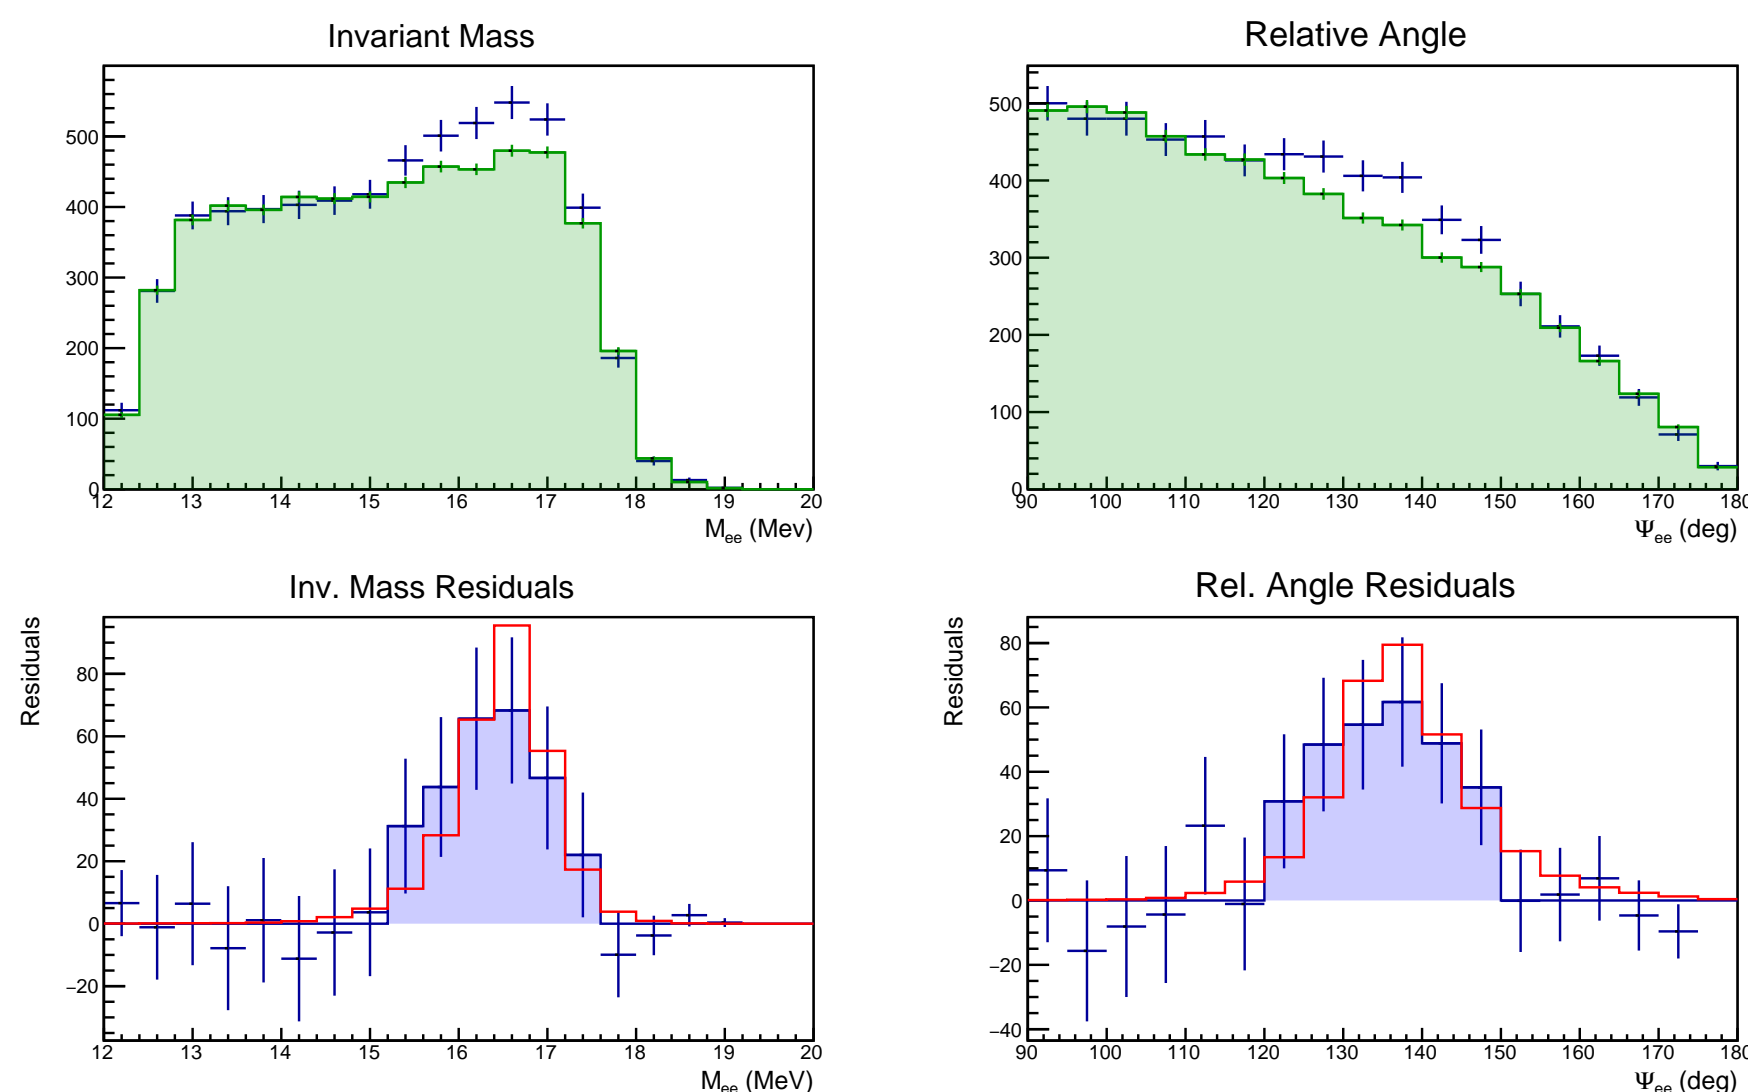 Invariant Mass
500
400
300
200
100
0
12 13 14 15 16 17 18 19 20
M_ee (Mev)
Relative Angle
500
400
300
200
100
0
90 100 110 120 130 140 150 160 170 180
Ψ_ee (deg)
Inv. Mass Residuals
Residuals
80
60
40
20
0
−20
12 13 14 15 16 17 18 19 20
M_ee (MeV)
Rel. Angle Residuals
Residuals
80
60
40
20
0
−20
−40
90 100 110 120 130 140 150 160 170 180
Ψ_ee (deg)